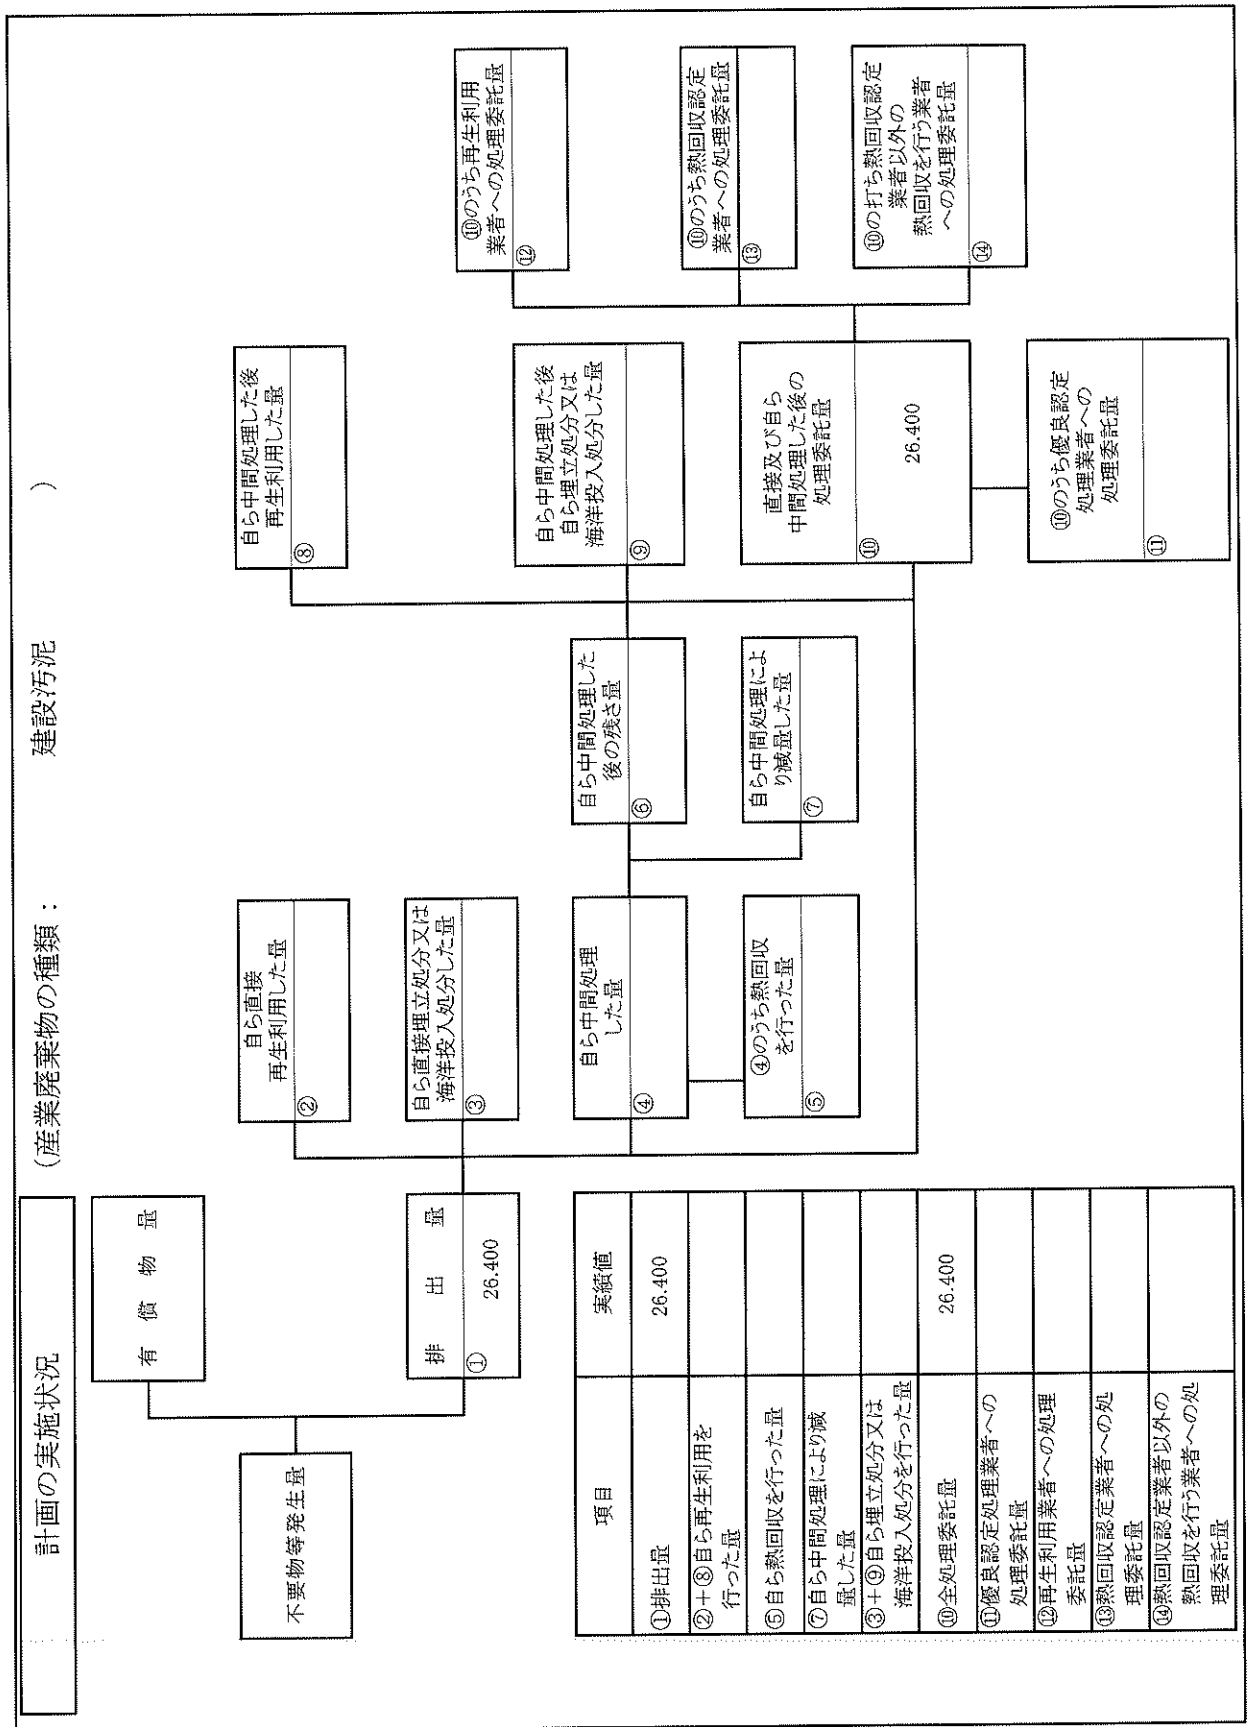 計画の実施状況
(産業廃棄物の種類： 建設汚泥 )
不要物等発生量
有償物量
排出量
①
26.400
自ら直接
再生利用した量
②
自ら直接埋立処分又は
海洋投入処分した量
③
自ら中間処理
した量
④
④のうち熱回収
を行った量
⑤
自ら中間処理した
後の残さ量
⑥
自ら中間処理によ
り減量した量
⑦
自ら中間処理した後
再生利用した量
⑧
自ら中間処理した後
自ら埋立処分又は
海洋投入処分した量
⑨
直接及び自ら
中間処理した後の
処理委託量
⑩
26.400
⑩のうち優良認定
処理業者への
処理委託量
⑪
⑩のうち再生利用
業者への処理委託量
⑫
⑩のうち熱回収認定
業者への処理委託量
⑬
⑩の打ち熱回収認定
業者以外の
熱回収を行う業者
への処理委託量
⑭
項目 実績値
①排出量 26.400
②+⑧自ら再生利用を
行った量
⑤自ら熱回収を行った量
⑦自ら中間処理により減
量した量
③+⑨自ら埋立処分又は
海洋投入処分を行った量
⑩全処理委託量 26.400
⑪優良認定処理業者への
処理委託量
⑫再生利用業者への処理
委託量
⑬熱回収認定業者への処
理委託量
⑭熱回収認定業者以外の
熱回収を行う業者への処
理委託量